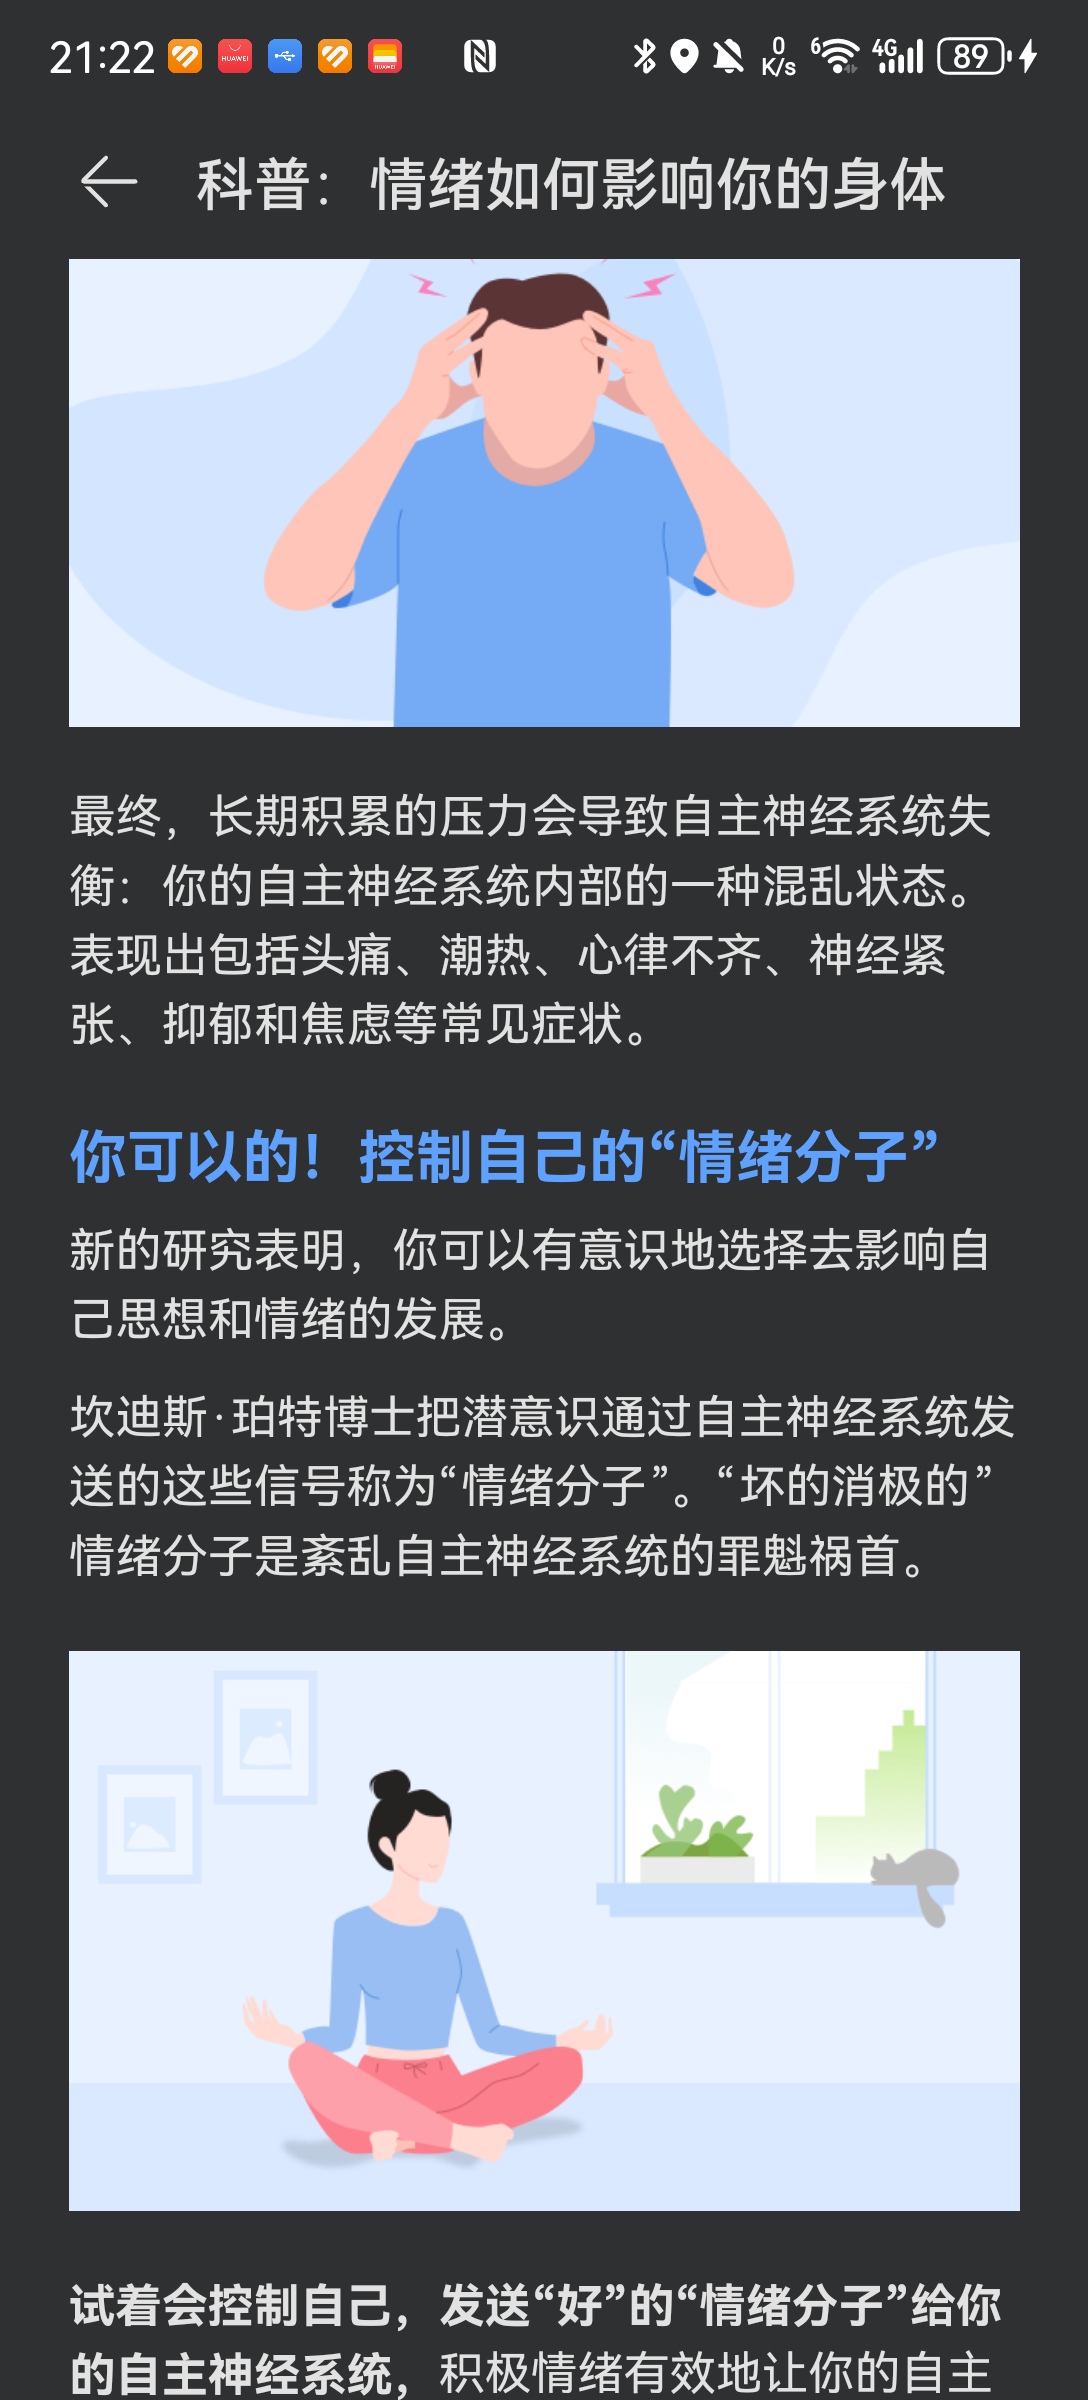 21:22
HUAWEI
HUAWEI
0
K/s
6
4G
89
科普：情绪如何影响你的身体
最终，长期积累的压力会导致自主神经系统失
衡：你的自主神经系统内部的一种混乱状态。
表现出包括头痛、潮热、心律不齐、神经紧
张、抑郁和焦虑等常见症状。
你可以的！控制自己的“情绪分子”
新的研究表明，你可以有意识地选择去影响自
己思想和情绪的发展。
坎迪斯·珀特博士把潜意识通过自主神经系统发
送的这些信号称为“情绪分子”。“坏的消极的”
情绪分子是紊乱自主神经系统的罪魁祸首。
试着会控制自己，发送“好”的“情绪分子”给你
的自主神经系统，积极情绪有效地让你的自主